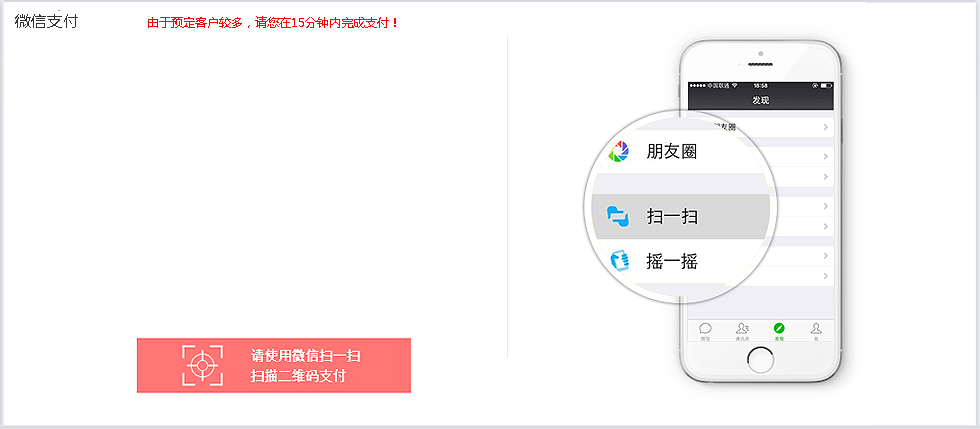 微信支付
由于预定客户较多，请您在15分钟内完成支付！
中国联通
18:58
发现
友圈
朋友圈
扫一扫
摇一摇
微信
通讯录
发现
我
请使用微信扫一扫
扫描二维码支付